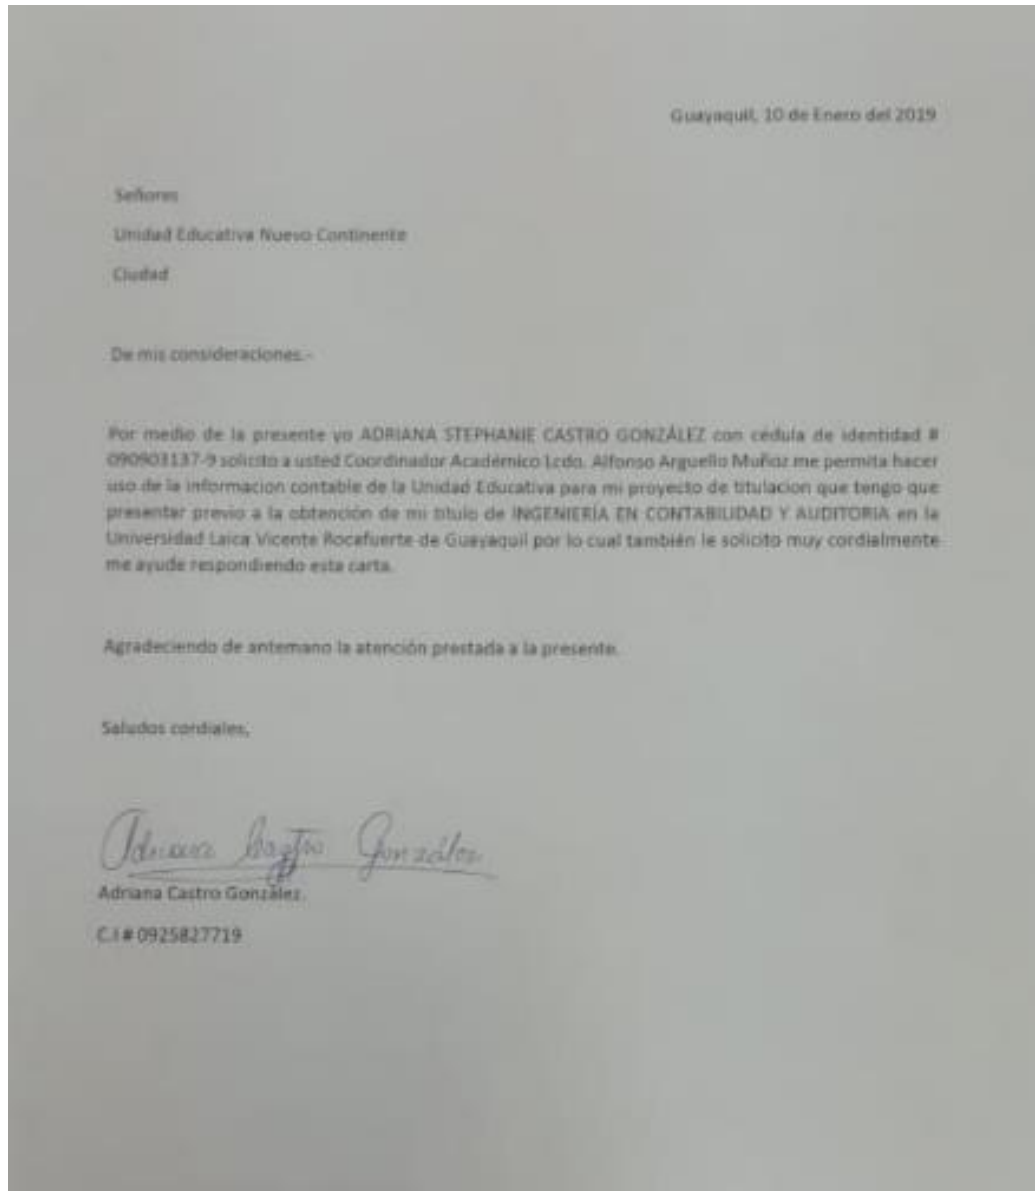 Guayaquil, 10 de Enero del 2019
Señores
Unidad Educativa Nuevo Continente
Ciudad
De mis consideraciones.-
Por medio de la presente yo ADRIANA STEPHANIE CASTRO GONZÁLEZ con cédula de identidad #
090903137-9 solicito a usted Coordinador Académico Lcdo. Alfonso Arguello Muñoz me permita hacer
uso de la informacion contable de la Unidad Educativa para mi proyecto de titulacion que tengo que
presentar previo a la obtención de mi titulo de INGENIERÍA EN CONTABILIDAD Y AUDITORIA en la
Universidad Laica Vicente Rocafuerte de Guayaquil por lo cual también le solicito muy cordialmente
me ayude respondiendo esta carta.
Agradeciendo de antemano la atención prestada a la presente.
Saludos cordiales,
Adriana Castro González
Adriana Castro González.
C.I # 0925827719